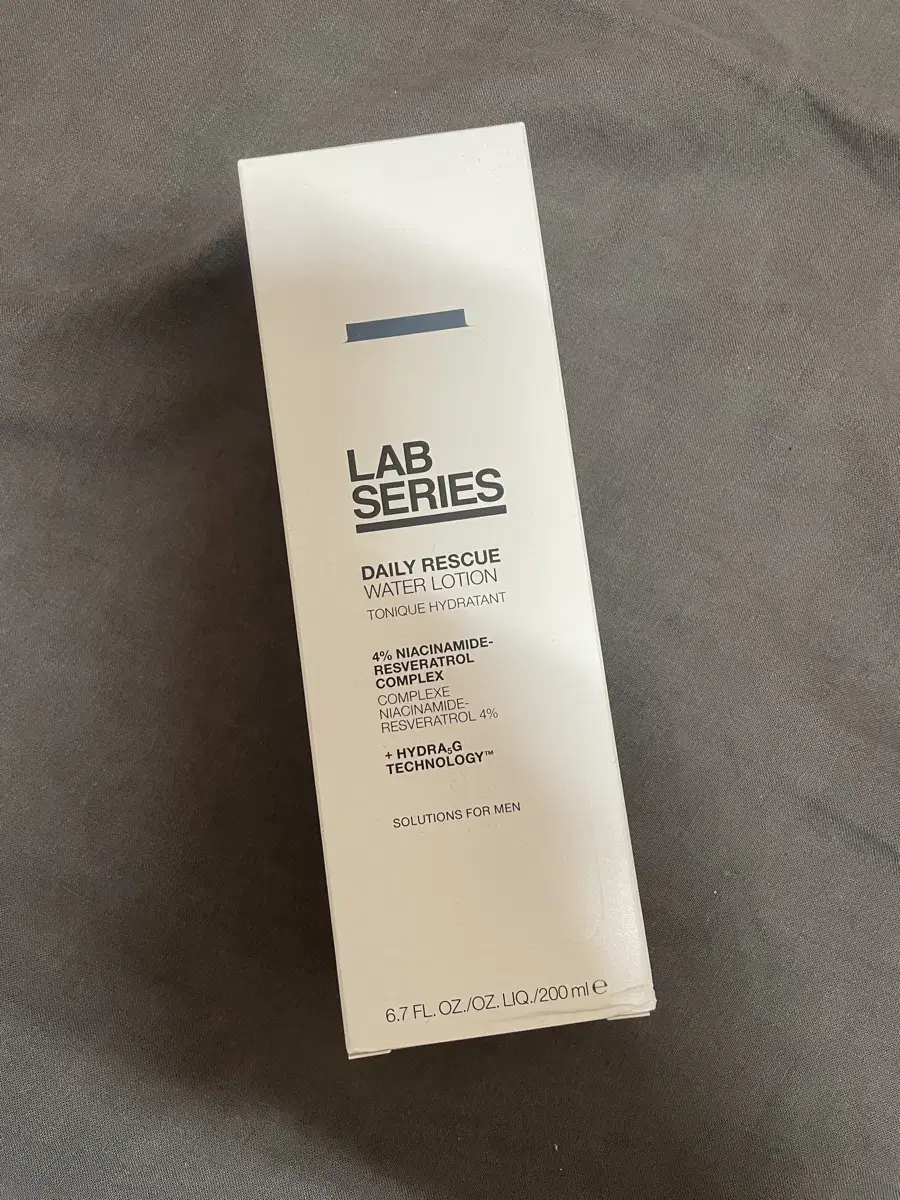 LAB
SERIES
DAILY RESCUE
WATER LOTION
TONIQUE HYDRATANT
4% NIACINAMIDE-
RESVERATROL
COMPLEX
COMPLEXE
NIACINAMIDE-
RESVERATROL 4%
+ HYDRA₅G
TECHNOLOGY™
SOLUTIONS FOR MEN
6.7 FL. OZ./OZ. LIQ./200 ml ℮